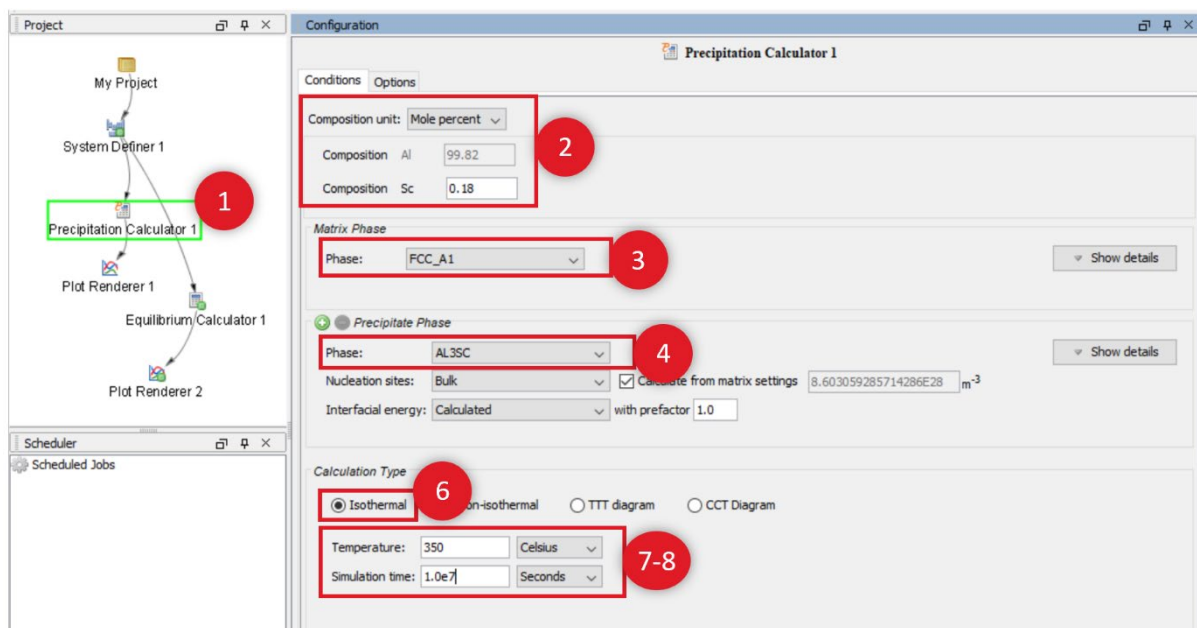 Project
My Project
System Definer 1
1
Precipitation Calculator 1
Plot Renderer 1
Equilibrium Calculator 1
Plot Renderer 2
Scheduler
Scheduled Jobs
Configuration
Precipitation Calculator 1
Conditions Options
Composition unit: Mole percent
2
Composition Al 99.82
Composition Sc 0.18
Matrix Phase
Phase: FCC_A1 3 Show details
Precipitate Phase
Phase: AL3SC 4 Show details
Nucleation sites: Bulk Calculate from matrix settings 8.603059285714286E28 m-3
Interfacial energy: Calculated with prefactor 1.0
Calculation Type
6
Isothermal on-isothermal TTT diagram CCT Diagram
Temperature: 350 Celsius
7-8
Simulation time: 1.0e7 Seconds